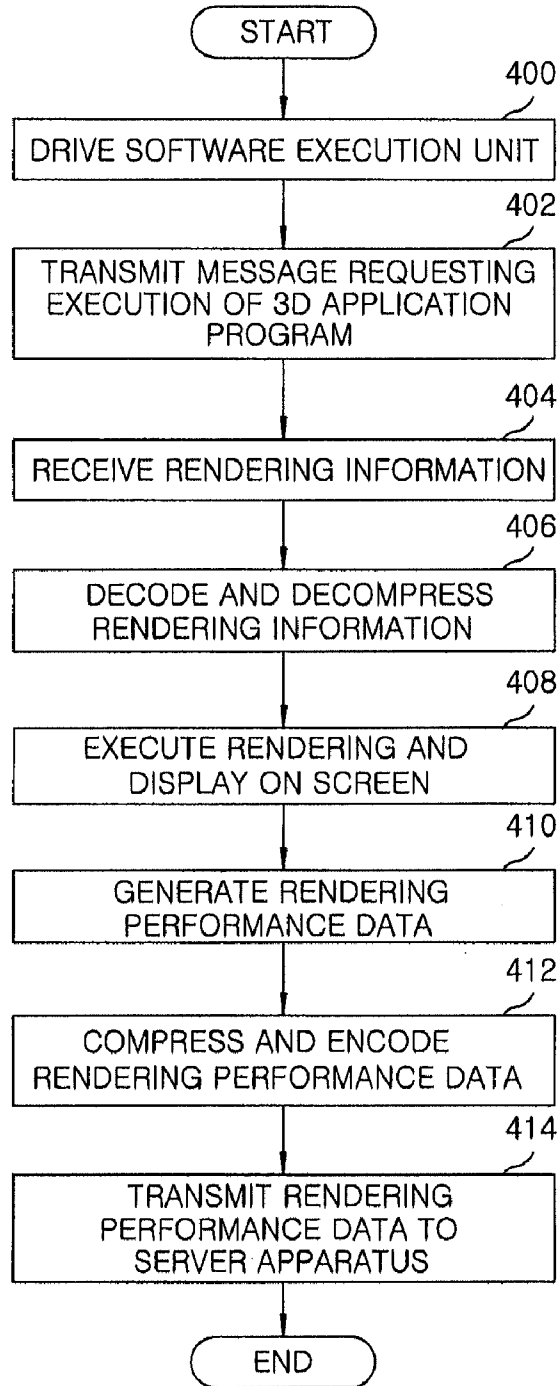 START
400
DRIVE SOFTWARE EXECUTION UNIT
402
TRANSMIT MESSAGE REQUESTING
EXECUTION OF 3D APPLICATION
PROGRAM
404
RECEIVE RENDERING INFORMATION
406
DECODE AND DECOMPRESS
RENDERING INFORMATION
408
EXECUTE RENDERING AND
DISPLAY ON SCREEN
410
GENERATE RENDERING
PERFORMANCE DATA
412
COMPRESS AND ENCODE
RENDERING PERFORMANCE DATA
414
TRANSMIT RENDERING
PERFORMANCE DATA TO
SERVER APPARATUS
END